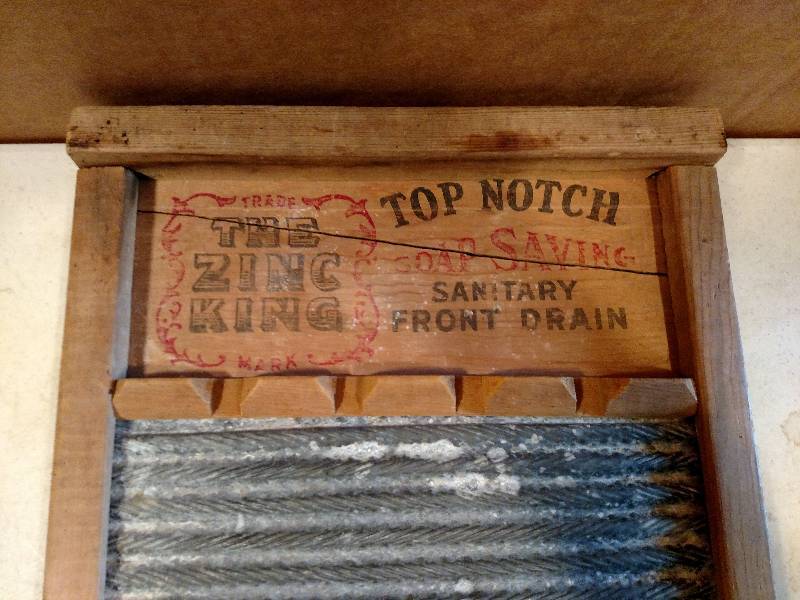 TRADE
THE
ZINC
KING
MARK
TOP NOTCH
SOAP SAVING
SANITARY
FRONT DRAIN